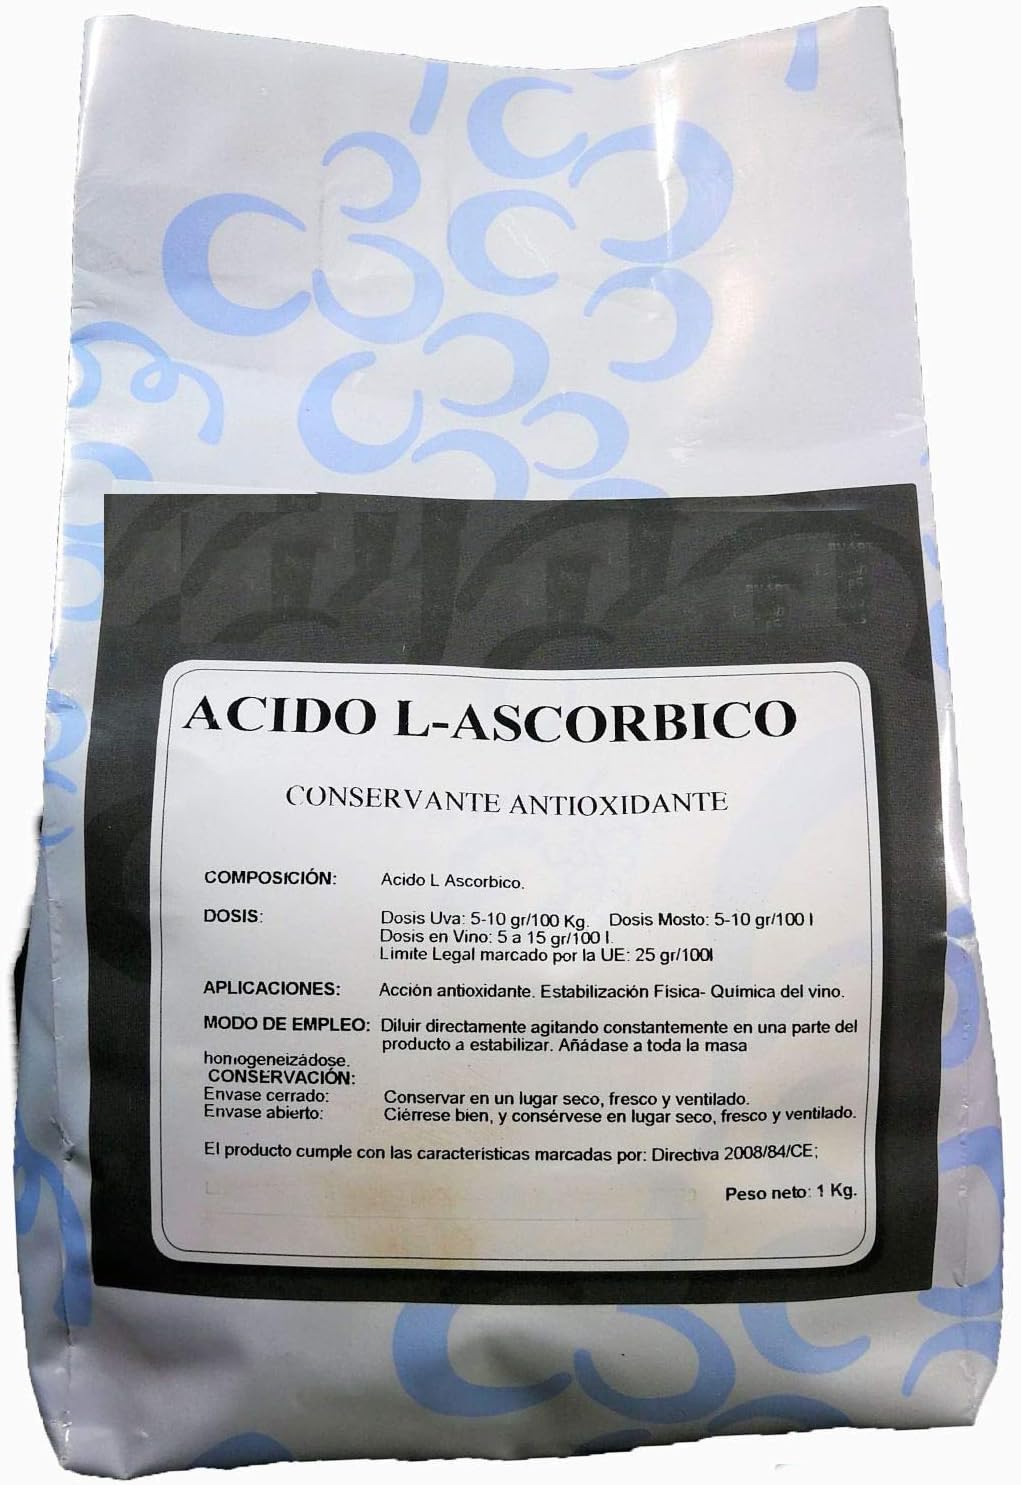 ACIDO L-ASCORBICO
CONSERVANTE ANTIOXIDANTE
COMPOSICIÓN: Acido L Ascorbico.
DOSIS: Dosis Uva: 5-10 gr/100 Kg. Dosis Mosto: 5-10 gr/100 l
Dosis en Vino: 5 a 15 gr/100 l.
Limite Legal marcado por la UE: 25 gr/100l
APLICACIONES: Acción antioxidante. Estabilización Física- Química del vino.
MODO DE EMPLEO: Diluir directamente agitando constantemente en una parte del
producto a estabilizar. Añádase a toda la masa
homogeneizádose.
CONSERVACIÓN:
Envase cerrado: Conservar en un lugar seco, fresco y ventilado.
Envase abierto: Ciérrese bien, y consérvese en lugar seco, fresco y ventilado.
El producto cumple con las características marcadas por: Directiva 2008/84/CE;
Peso neto: 1 Kg.